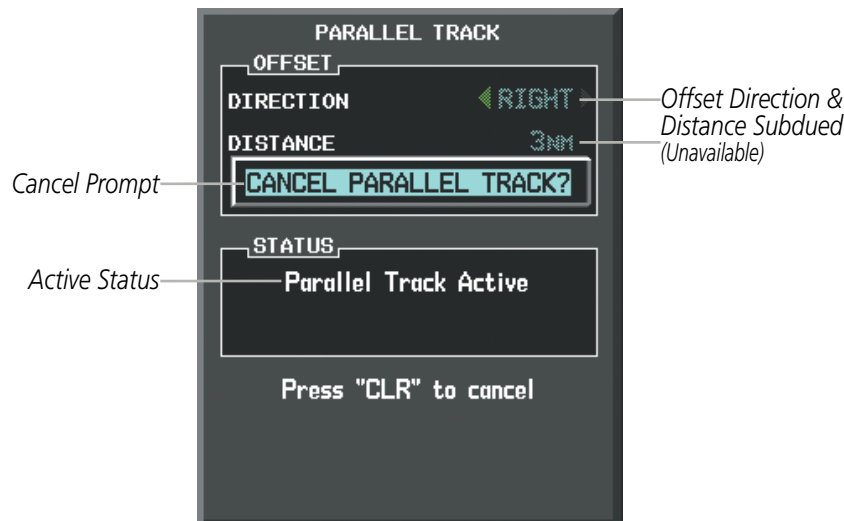 PARALLEL TRACK
OFFSET
DIRECTION RIGHT
DISTANCE 3NM
CANCEL PARALLEL TRACK?
STATUS
Parallel Track Active
Press "CLR" to cancel
Cancel Prompt
Active Status
Offset Direction &
Distance Subdued
(Unavailable)